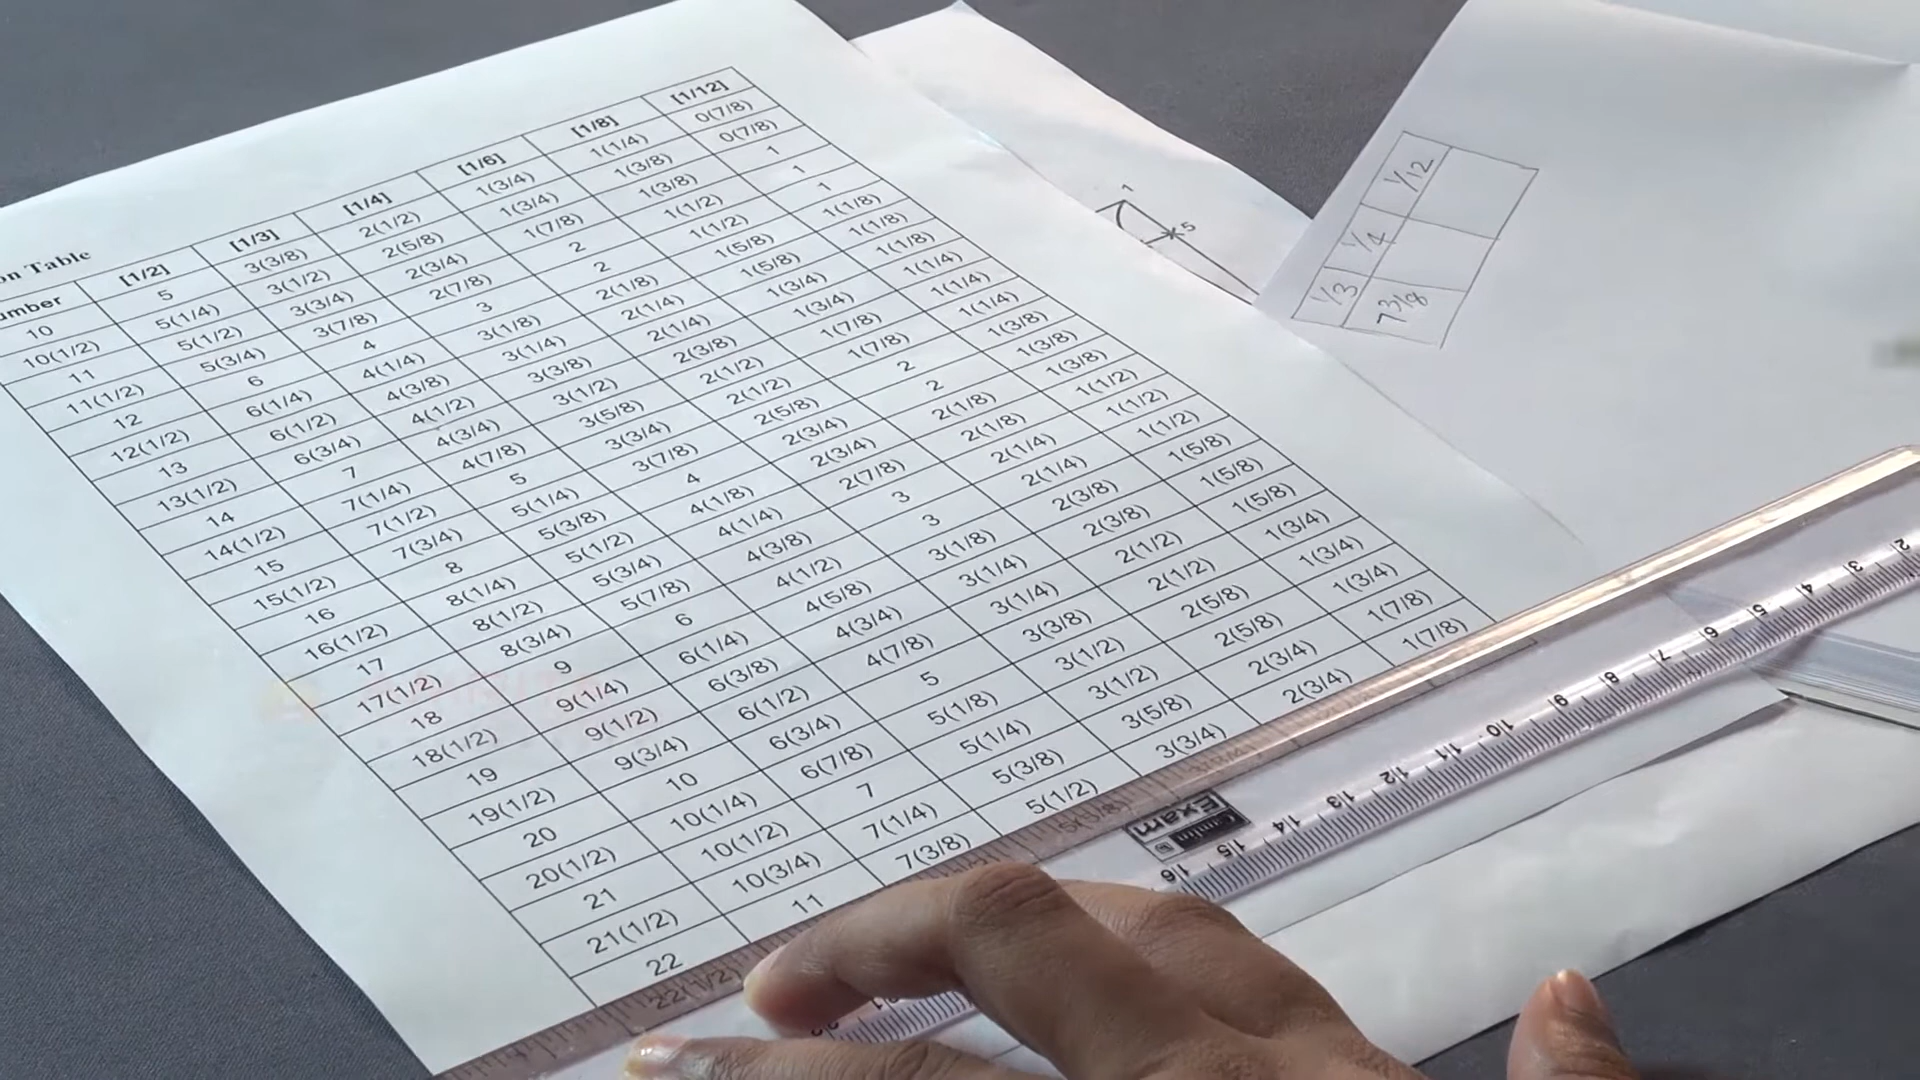 on Table
umber [1/2] [1/3] [1/4] [1/6] [1/8] [1/12]
10 5 3(3/8) 2(1/2) 1(3/4) 1(1/4) 0(7/8)
10(1/2) 5(1/4) 3(1/2) 2(5/8) 1(3/4) 1(3/8) 0(7/8)
11 5(1/2) 3(3/4) 2(3/4) 1(7/8) 1(3/8) 1
11(1/2) 5(3/4) 3(7/8) 2(7/8) 2 1(1/2) 1
12 6 4 3 2 1(1/2) 1
12(1/2) 6(1/4) 4(1/4) 3(1/8) 2(1/8) 1(5/8) 1(1/8)
13 6(1/2) 4(3/8) 3(1/4) 2(1/4) 1(5/8) 1(1/8)
13(1/2) 6(3/4) 4(1/2) 3(3/8) 2(1/4) 1(3/4) 1(1/8)
14 7 4(3/4) 3(1/2) 2(3/8) 1(3/4) 1(1/4)
14(1/2) 7(1/4) 4(7/8) 3(5/8) 2(1/2) 1(7/8) 1(1/4)
15 7(1/2) 5 3(3/4) 2(1/2) 1(7/8) 1(1/4)
15(1/2) 7(3/4) 5(1/4) 3(7/8) 2(5/8) 2 1(3/8)
16 8 5(3/8) 4 2(3/4) 2 1(3/8)
16(1/2) 8(1/4) 5(1/2) 4(1/8) 2(3/4) 2(1/8) 1(3/8)
17 8(1/2) 5(3/4) 4(1/4) 2(7/8) 2(1/8) 1(1/2)
17(1/2) 8(3/4) 5(7/8) 4(3/8) 3 2(1/4) 1(1/2)
18 9 6 4(1/2) 3 2(1/4) 1(1/2)
18(1/2) 9(1/4) 6(1/4) 4(5/8) 3(1/8) 2(3/8) 1(5/8)
19 9(1/2) 6(3/8) 4(3/4) 3(1/4) 2(3/8) 1(5/8)
19(1/2) 9(3/4) 6(1/2) 4(7/8) 3(1/4) 2(1/2) 1(5/8)
20 10 6(3/4) 5 3(3/8) 2(1/2) 1(3/4)
20(1/2) 10(1/4) 6(7/8) 5(1/8) 3(1/2) 2(5/8) 1(3/4)
21 10(1/2) 7 5(1/4) 3(1/2) 2(5/8) 1(3/4)
21(1/2) 10(3/4) 7(1/4) 5(3/8) 3(5/8) 2(3/4) 1(7/8)
22 11 7(3/8) 5(1/2) 3(3/4) 2(3/4) 1(7/8)
22(1/2) 5(5/8)
1
5
1/3 1/4 1/12
7 3/8
2 3 4 5 6 7 8 9 10 11 12 13 14 15 16
Exam
Camlin